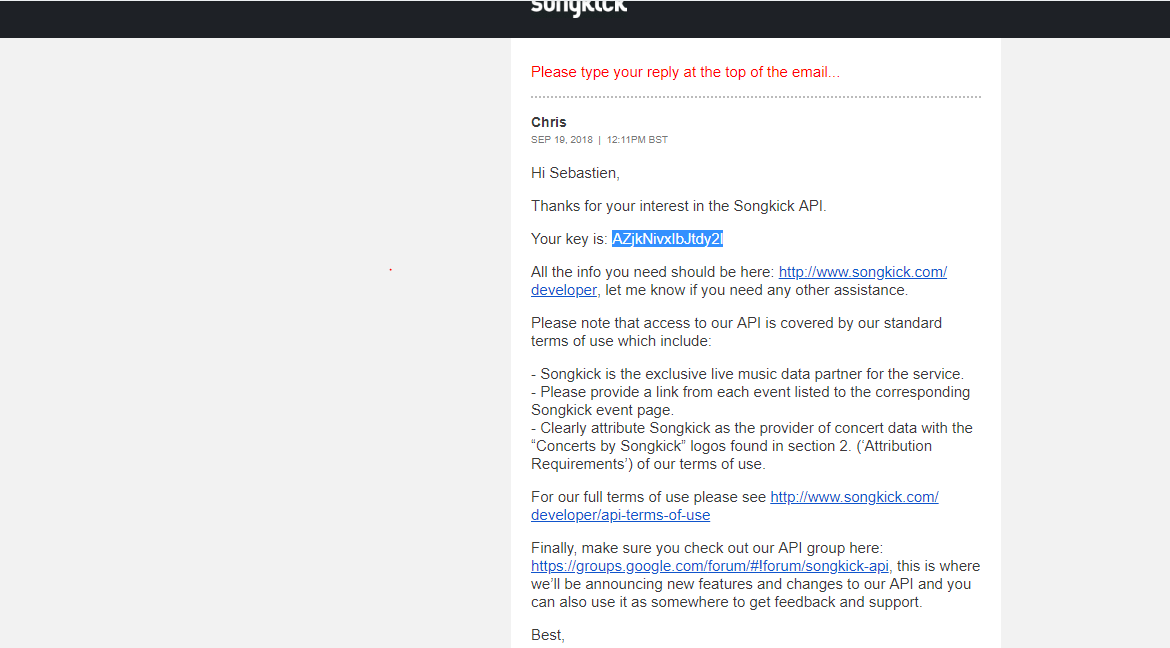 songkick
Please type your reply at the top of the email...
Chris
SEP 19, 2018 | 12:11PM BST
Hi Sebastien,
Thanks for your interest in the Songkick API.
Your key is: AZjkNivxIbJtdy2I
All the info you need should be here: http://www.songkick.com/
developer, let me know if you need any other assistance.
Please note that access to our API is covered by our standard
terms of use which include:
- Songkick is the exclusive live music data partner for the service.
- Please provide a link from each event listed to the corresponding
Songkick event page.
- Clearly attribute Songkick as the provider of concert data with the
“Concerts by Songkick” logos found in section 2. (‘Attribution
Requirements’) of our terms of use.
For our full terms of use please see http://www.songkick.com/
developer/api-terms-of-use
Finally, make sure you check out our API group here:
https://groups.google.com/forum/#!forum/songkick-api, this is where
we’ll be announcing new features and changes to our API and you
can also use it as somewhere to get feedback and support.
Best,